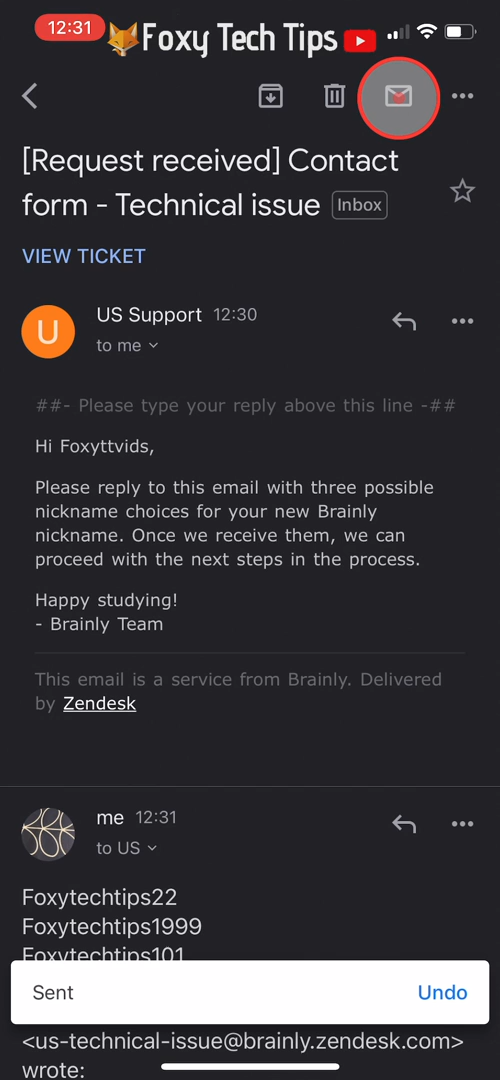 12:31
Foxy Tech Tips
[Request received] Contact
form - Technical issue Inbox
VIEW TICKET
U
US Support 12:30
to me
##- Please type your reply above this line -##
Hi Foxyttvids,
Please reply to this email with three possible
nickname choices for your new Brainly
nickname. Once we receive them, we can
proceed with the next steps in the process.
Happy studying!
- Brainly Team
This email is a service from Brainly. Delivered
by Zendesk
me 12:31
to US
Foxytechtips22
Foxytechtips1999
Foxytechtips101
Sent Undo
<us-technical-issue@brainly.zendesk.com>
wrote: